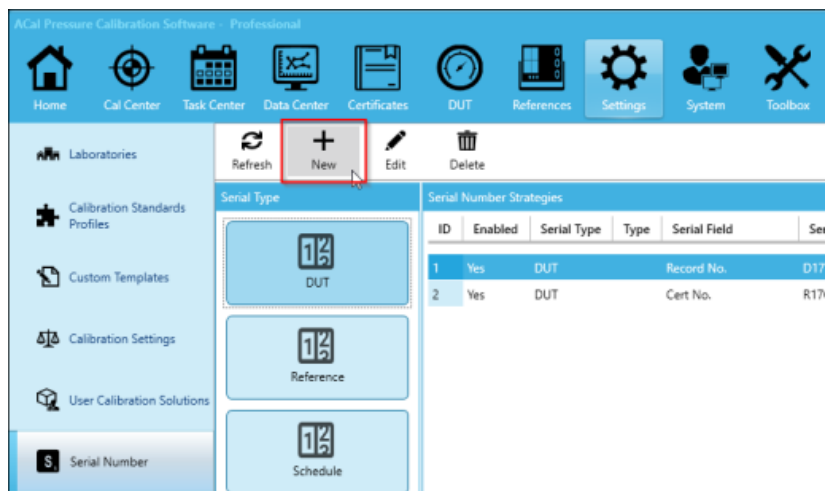 ACal Pressure Calibration Software - Professional
Home Cal Center Task Center Data Center Certificates DUT References Settings System Toolbox
Laboratories
Calibration Standards
Profiles
Custom Templates
Calibration Settings
User Calibration Solutions
S. Serial Number
Refresh New Edit Delete
Serial Type
DUT
Reference
Schedule
Serial Number Strategies
ID Enabled Serial Type Type Serial Field
1 Yes DUT Record No. D17
2 Yes DUT Cert No.